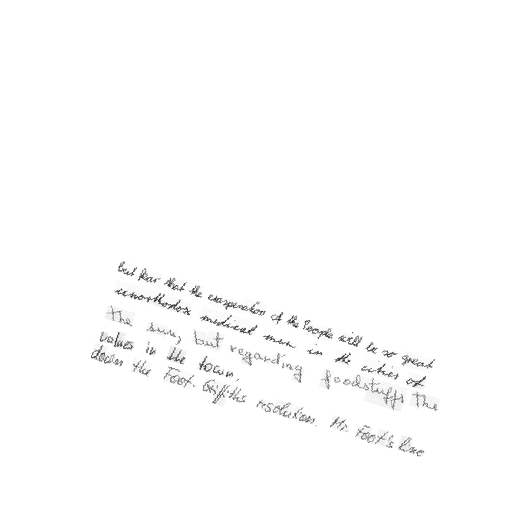 but fear that the exasperation of the People will be so great
unorthodox medical man in the cities of
the sun, but regarding foodstuffs the
values in the town,
down the Foot-Griffiths resolution. Mr. Foot's line